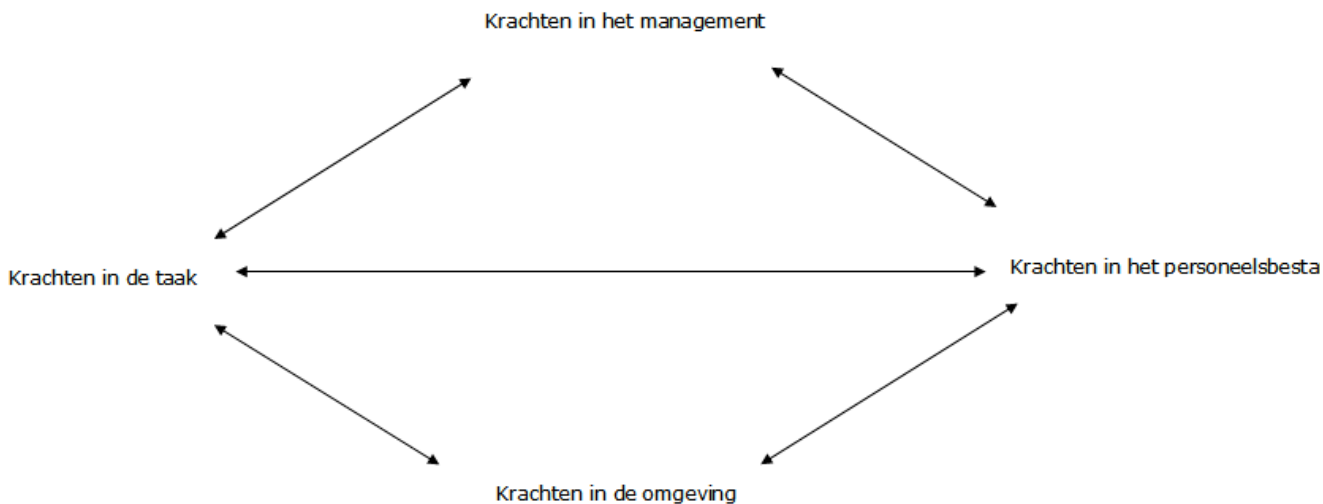 Krachten in het management
Krachten in de taak
Krachten in het personeelsbesta
Krachten in de omgeving